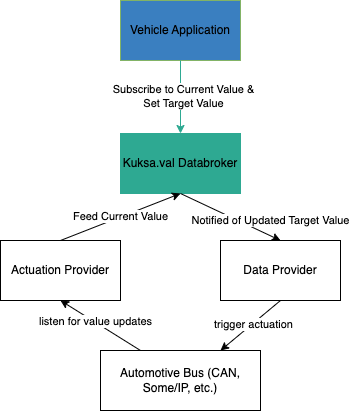 Vehicle Application
Subscribe to Current Value &
Set Target Value
Kuksa.val Databroker
Feed Current Value
Notified of Updated Target Value
Actuation Provider
Data Provider
listen for value updates
trigger actuation
Automotive Bus (CAN,
Some/IP, etc.)